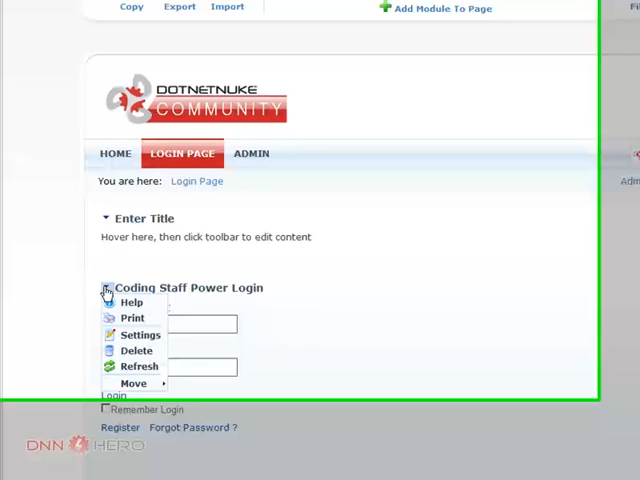 Copy Export Import Add Module To Page Fil
DOTNETNUKE
COMMUNITY
HOME LOGIN PAGE ADMIN
You are here: Login Page Adm
Enter Title
Hover here, then click toolbar to edit content
Coding Staff Power Login
Help
Print
Settings
Delete
Refresh
Move
Login
Remember Login
Register Forgot Password ?
DNN HERO